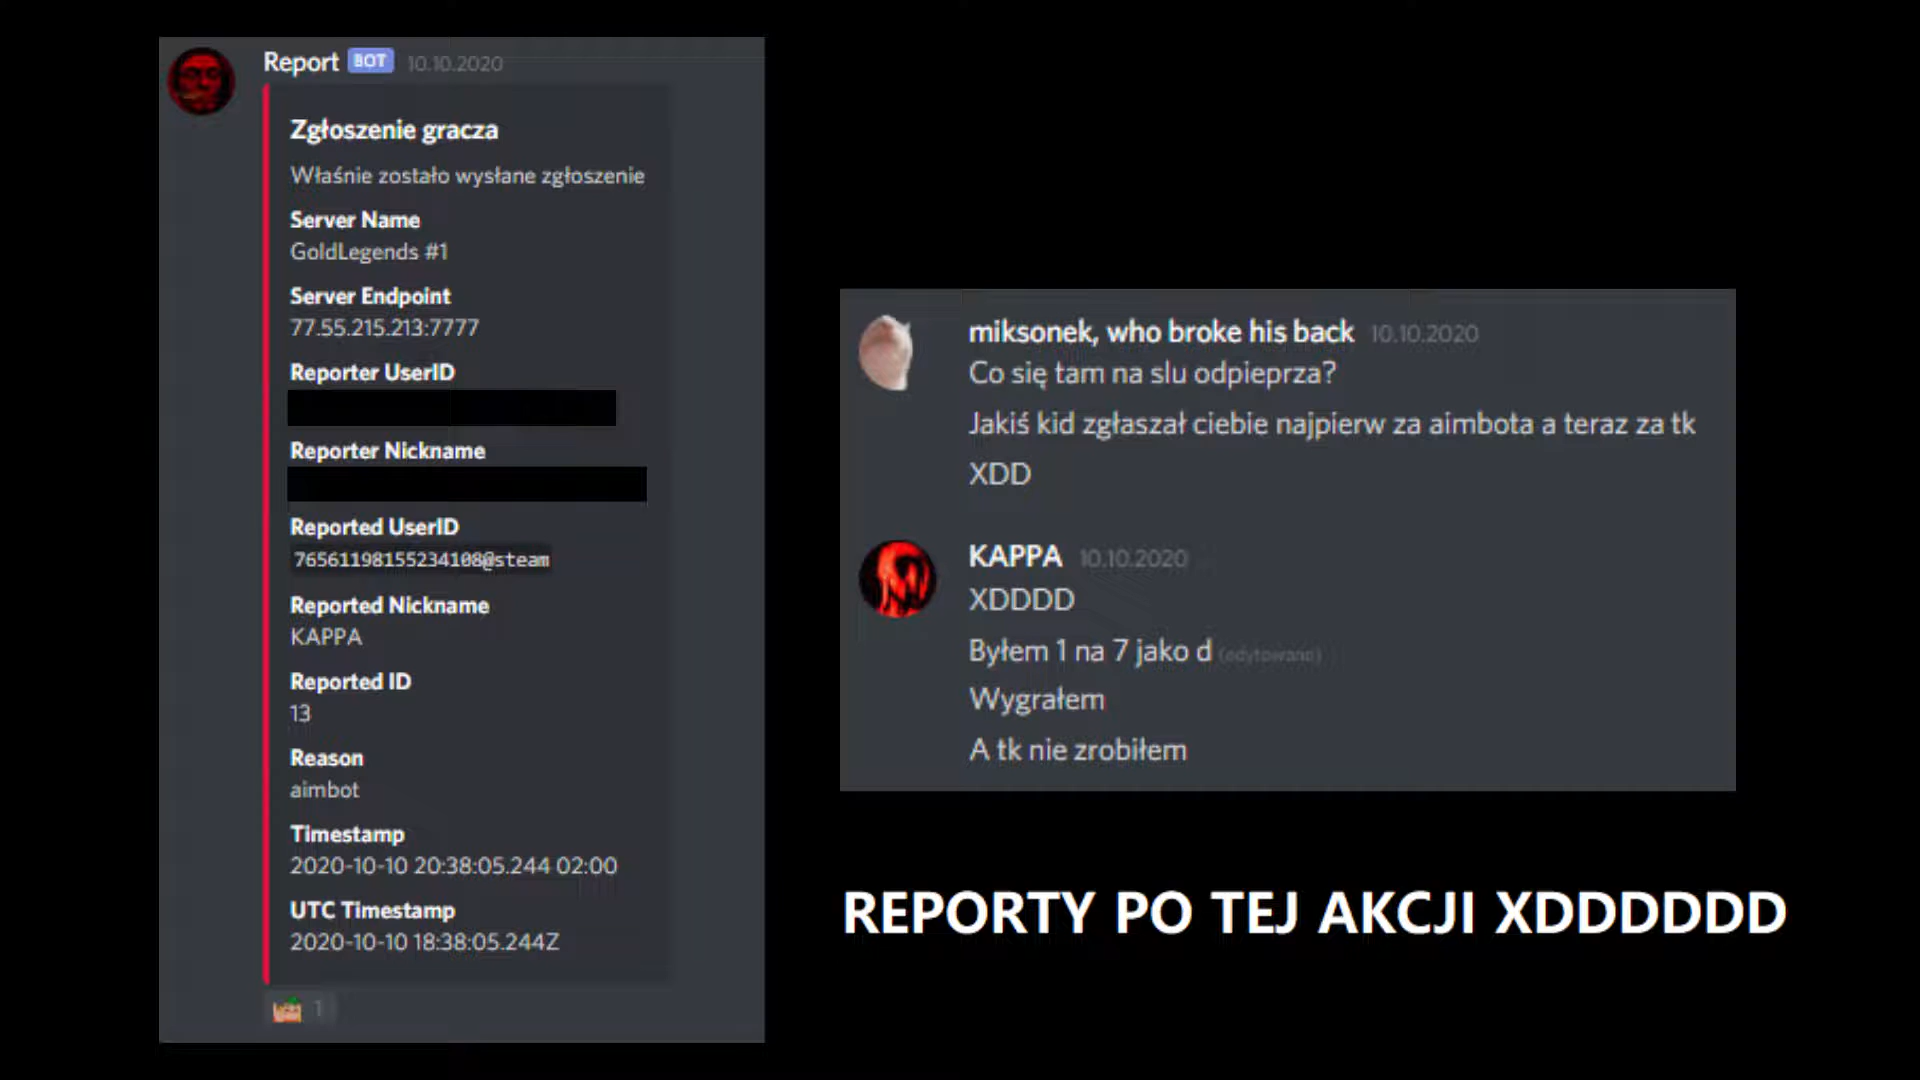 Report BOT 10.10.2020
Zgłoszenie gracza
Właśnie zostało wysłane zgłoszenie
Server Name
GoldLegends #1
Server Endpoint
77.55.215.213:7777
Reporter UserID
Reporter Nickname
Reported UserID
76561198155234108@steam
Reported Nickname
KAPPA
Reported ID
13
Reason
aimbot
Timestamp
2020-10-10 20:38:05.244 02:00
UTC Timestamp
2020-10-10 18:38:05.244Z
1
miksonek, who broke his back 10.10.2020
Co się tam na slu odpieprza?
Jakiś kid zgłaszał ciebie najpierw za aimbota a teraz za tk
XDD
KAPPA 10.10.2020
XDDDD
Byłem 1 na 7 jako d (edytowano)
Wygrałem
A tk nie zrobiłem
REPORTY PO TEJ AKCJI XDDDDDD